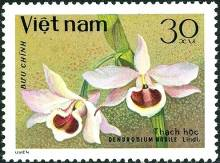 Việt nam
30
XU
BƯU CHÍNH
Thạch hộc
DENDROBIUM NOBILE Lindl.